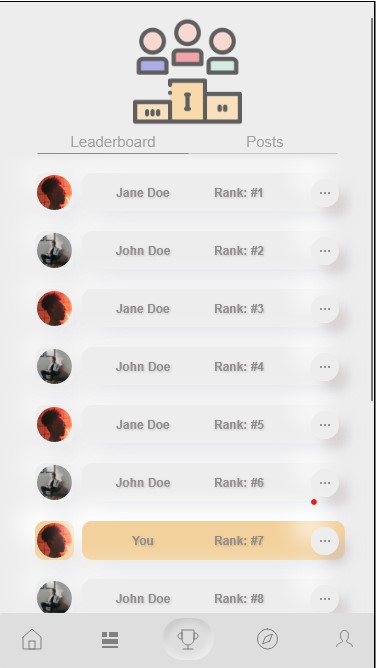 I
Leaderboard Posts
Jane Doe Rank: #1
John Doe Rank: #2
Jane Doe Rank: #3
John Doe Rank: #4
Jane Doe Rank: #5
John Doe Rank: #6
You Rank: #7
John Doe Rank: #8